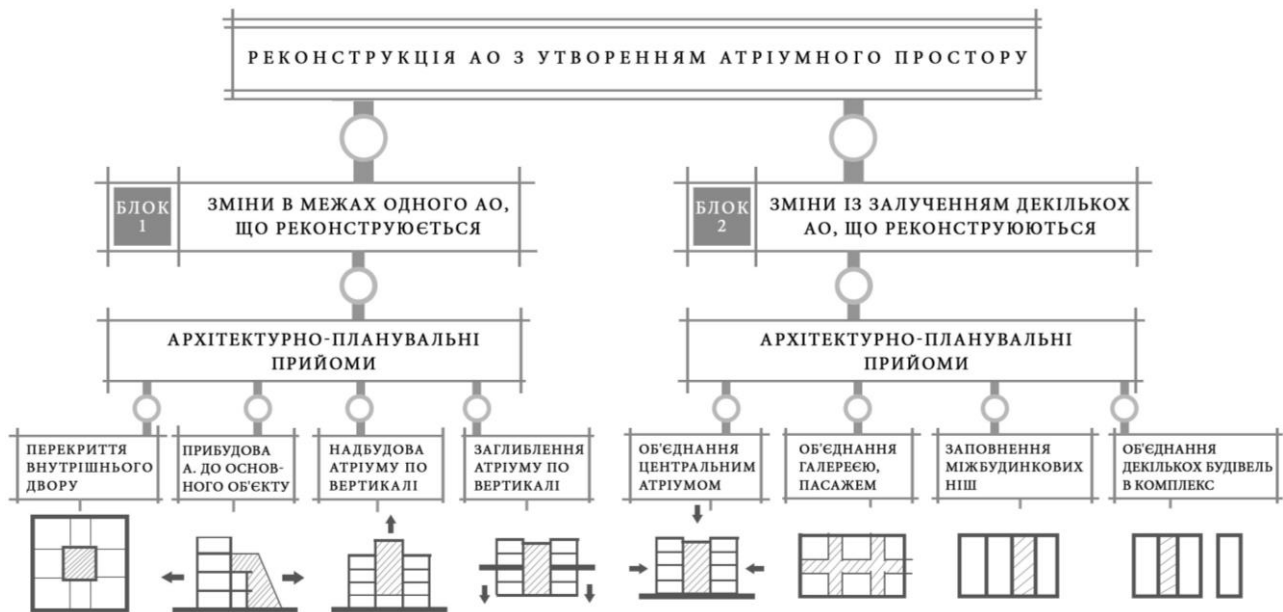 РЕКОНСТРУКЦІЯ АО З УТВОРЕННЯМ АТРІУМНОГО ПРОСТОРУ
БЛОК
1
ЗМІНИ В МЕЖАХ ОДНОГО АО,
ЩО РЕКОНСТРУЮЄТЬСЯ
БЛОК
2
ЗМІНИ ІЗ ЗАЛУЧЕННЯМ ДЕКІЛЬКОХ
АО, ЩО РЕКОНСТРУЮЮТЬСЯ
АРХІТЕКТУРНО-ПЛАНУВАЛЬНІ
ПРИЙОМИ
АРХІТЕКТУРНО-ПЛАНУВАЛЬНІ
ПРИЙОМИ
ПЕРЕКРИТТЯ
ВНУТРІШНЬОГО
ДВОРУ
ПРИБУДОВА
А. ДО ОСНОВ-
НОГО ОБ'ЄКТУ
НАДБУДОВА
АТРІУМУ ПО
ВЕРТИКАЛІ
ЗАГЛИБЛЕННЯ
АТРІУМУ ПО
ВЕРТИКАЛІ
ОБ'ЄДНАННЯ
ЦЕНТРАЛЬНИМ
АТРІУМОМ
ОБ'ЄДНАННЯ
ГАЛЕРЕЄЮ,
ПАСАЖЕМ
ЗАПОВНЕННЯ
МІЖБУДИНКОВИХ
НІШ
ОБ'ЄДНАННЯ
ДЕКІЛЬКОХ БУДІВЕЛЬ
В КОМПЛЕКС